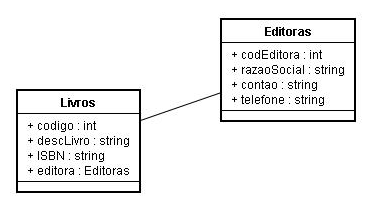 Editoras
+ codEditora : int
+ razaoSocial : string
+ contao : string
+ telefone : string
Livros
+ codigo : int
+ descLivro : string
+ ISBN : string
+ editora : Editoras